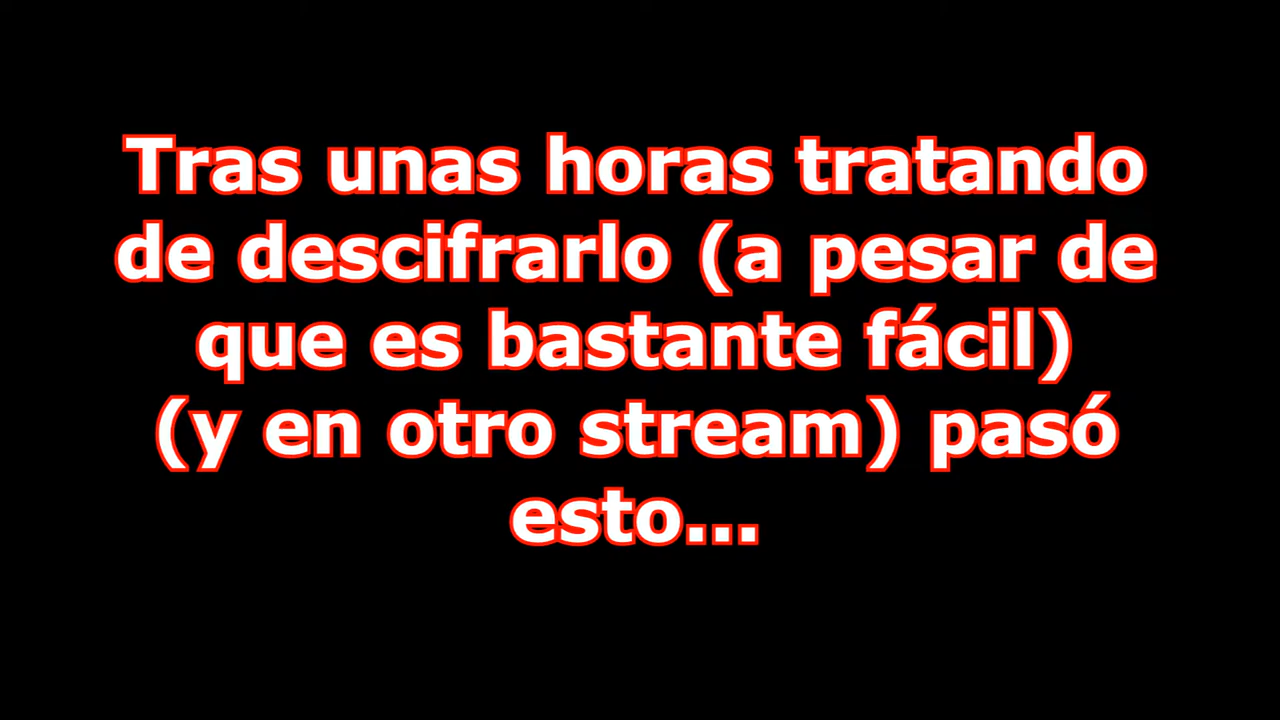 Tras unas horas tratando
de descifrarlo (a pesar de
que es bastante fácil)
(y en otro stream) pasó
esto...